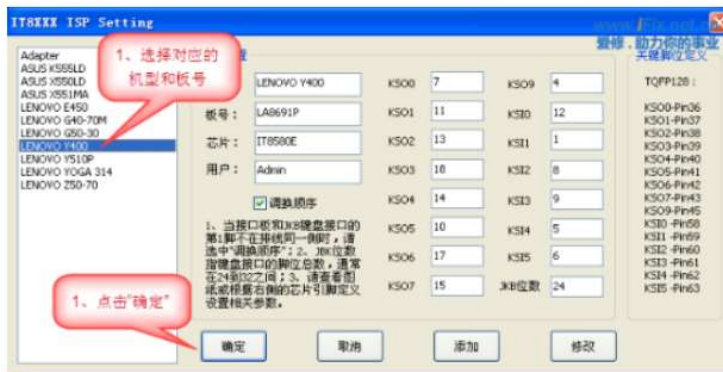 IT8XXX ISP Setting
www.iFix.net.cn
爱修．助力你的事业
Adapter
ASUS K555LD
ASUS X550LD
ASUS X551MA
LENOVO E450
LENOVO G40-70M
LENOVO G50-30
LENOVO Y400
LENOVO Y510P
LENOVO YOGA 314
LENOVO Z50-70
1、选择对应的
机型和板号
置
LENOVO Y400
板号： LA8691P
芯片： IT8580E
用户： Admin
调换顺序
1、当接口板和JKB键盘接口的
第1脚不在排线同一侧时，请
选中"调换顺序"；2、JBK位数
指键盘接口的脚位总数，通常
在24到32之间；3、请查看图
纸或根据右侧的芯片引脚定义
设置相关参数。
KSO0 7
KSO1 11
KSO2 13
KSO3 18
KSO4 14
KSO5 10
KSO6 17
KSO7 15
KSO9 4
KSI0 12
KSI1 1
KSI2 8
KSI3 9
KSI4 5
KSI5 6
JKB位数 24
关键脚位定义
TQFP128：
KSO0-Pin36
KSO1-Pin37
KSO2-Pin38
KSO3-Pin39
KSO4-Pin40
KSO5-Pin41
KSO6-Pin42
KSO7-Pin43
KSO9-Pin45
KSI0 -Pin58
KSI1 -Pin59
KSI2 -Pin60
KSI3 -Pin61
KSI4 -Pin62
KSI5 -Pin63
1、点击"确定"
确定
取消
添加
修改